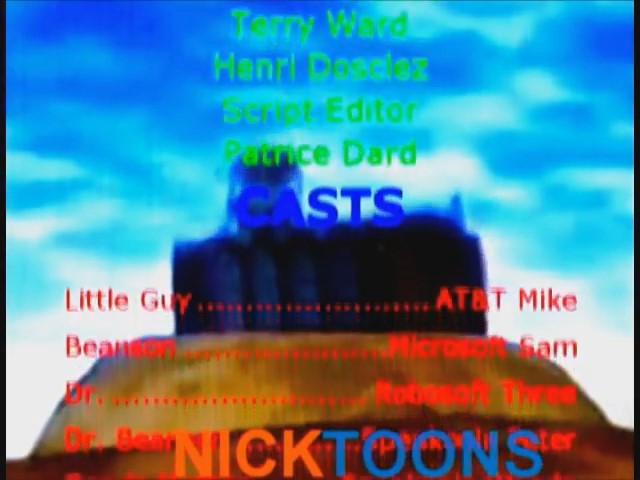 Terry Ward
Henri Dosclez
Script Editor
Patrice Dard
CASTS
Little Guy ........................ AT&T Mike
Beanson ..................... Microsoft Sam
Dr. ......................... Robosoft Three
Dr.
NICKTOONS